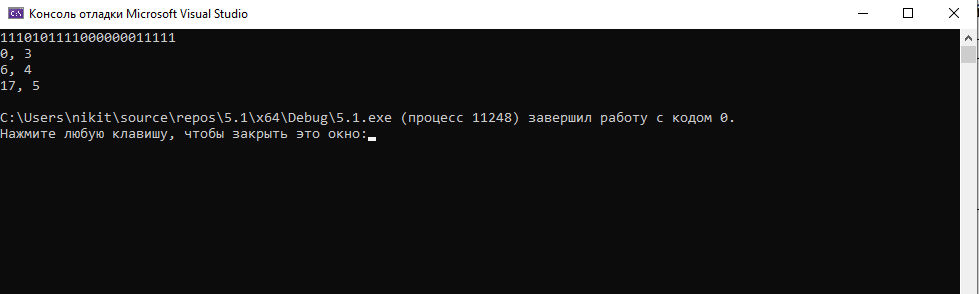 Консоль отладки Microsoft Visual Studio
1110101111000000011111
0, 3
6, 4
17, 5
C:\Users\nikit\source\repos\5.1\x64\Debug\5.1.exe (процесс 11248) завершил работу с кодом 0.
Нажмите любую клавишу, чтобы закрыть это окно: